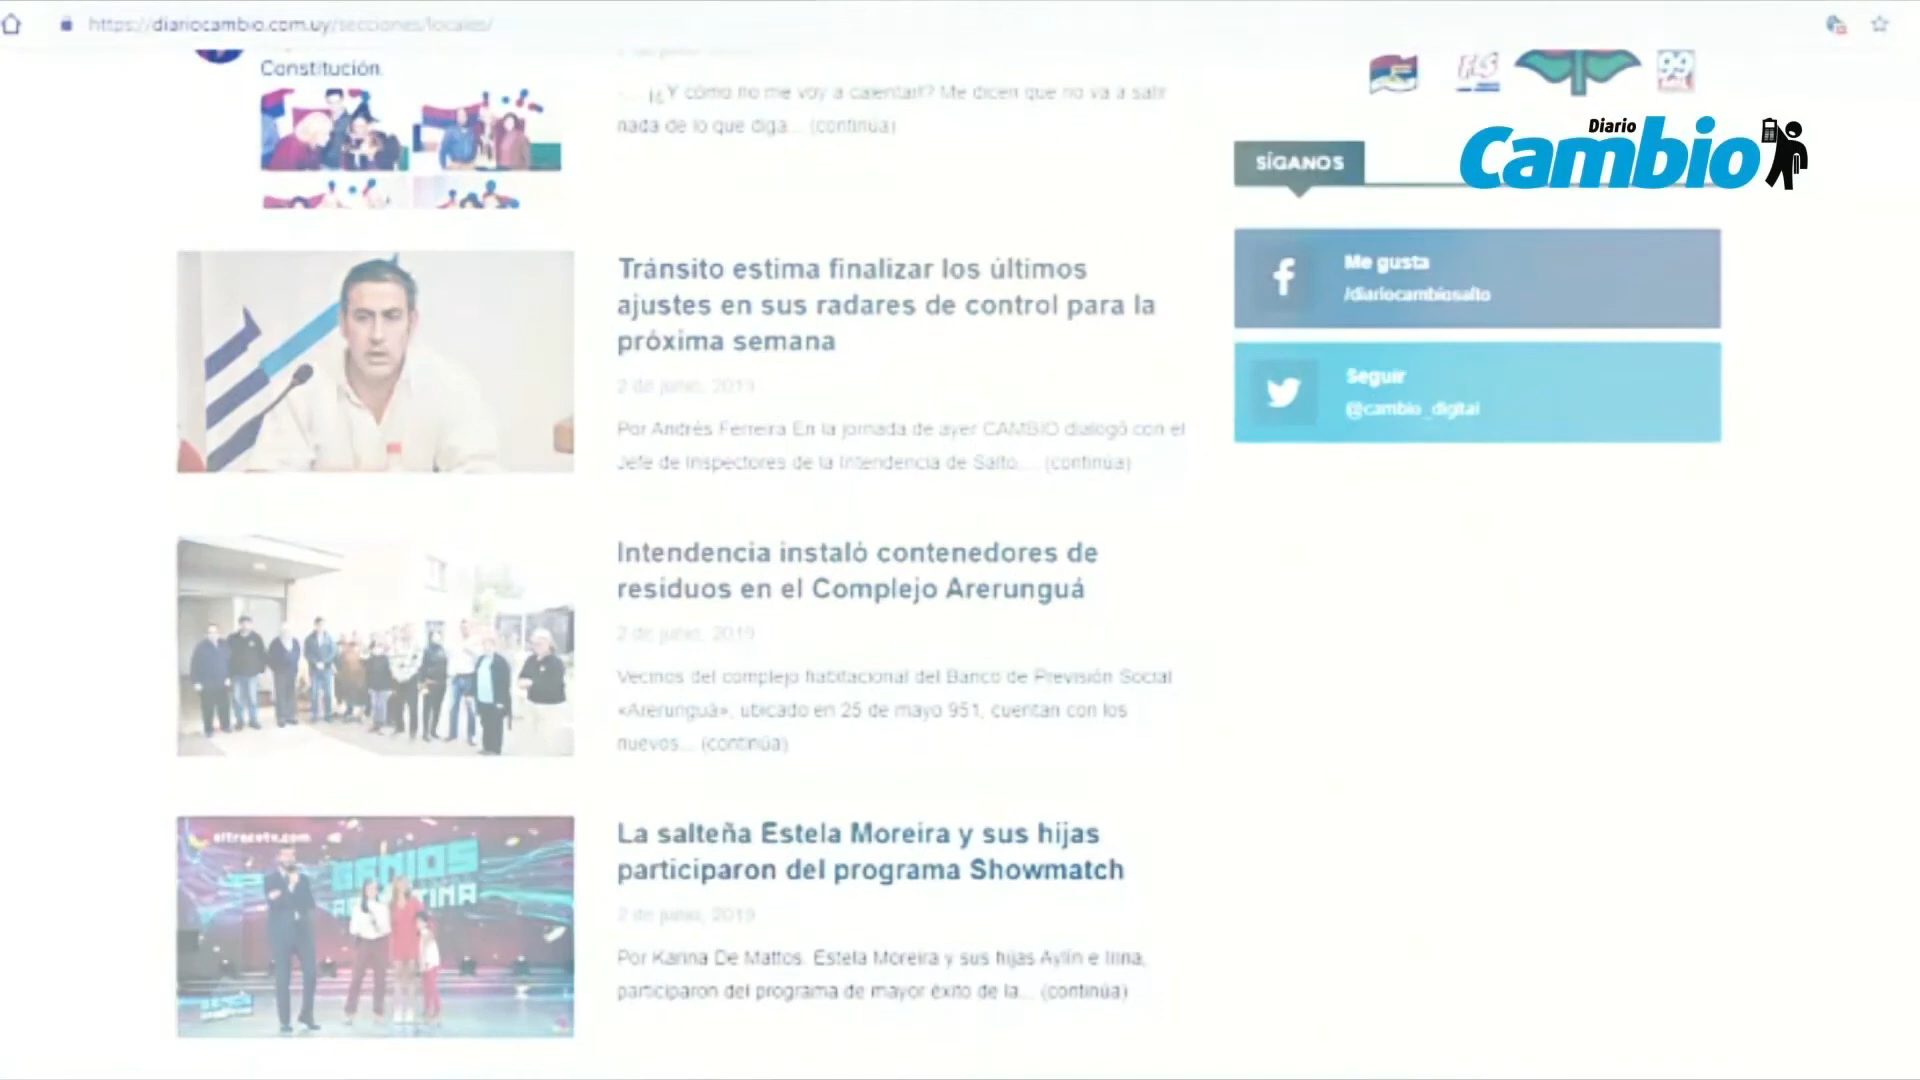 https://diariocambio.com.uy/secciones/locales/
Constitución.
¡¿Y cómo no me voy a calentar!? Me dicen que no va a salir
nada de lo que diga... (continúa)
Tránsito estima finalizar los últimos
ajustes en sus radares de control para la
próxima semana
2 de junio, 2019
Por Andrés Ferreira En la jornada de ayer CAMBIO dialogó con el
Jefe de Inspectores de la Intendencia de Salto... (continúa)
Intendencia instaló contenedores de
residuos en el Complejo Arerunguá
2 de junio, 2019
Vecinos del complejo habitacional del Banco de Previsión Social
«Arerunguá», ubicado en 25 de mayo 951, cuentan con los
nuevos... (continúa)
eltrecetv.com
GENIOS
La salteña Estela Moreira y sus hijas
participaron del programa Showmatch
2 de junio, 2019
Por Karina De Mattos. Estela Moreira y sus hijas Aylín e Irina,
participaron del programa de mayor éxito de la... (continúa)
FLS
99
Diario
Cambio
SÍGANOS
Me gusta
/diariocambiosalto
Seguir
@cambio_digital